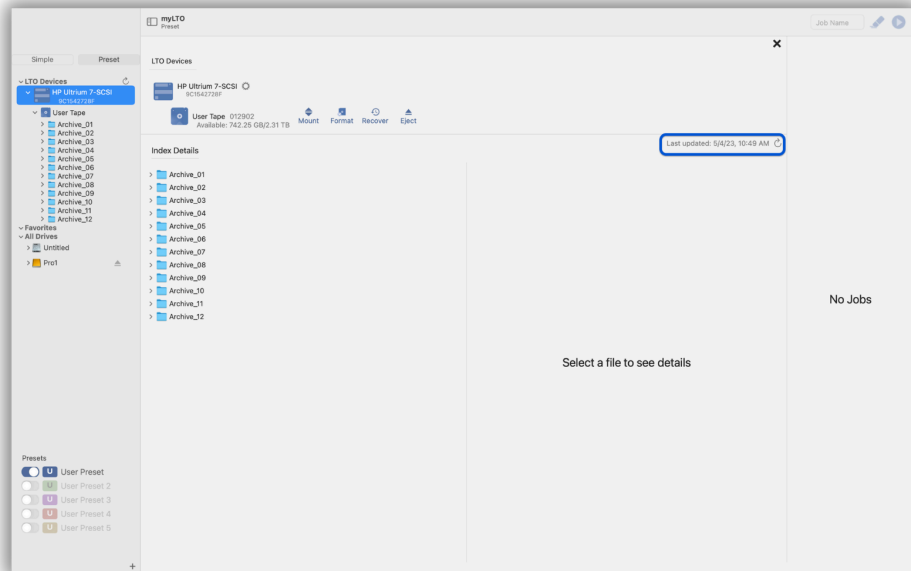 myLTO
Preset
Job Name
Simple
Preset
LTO Devices
HP Ultrium 7-SCSI
9C1542728F
User Tape
Archive_01
Archive_02
Archive_03
Archive_04
Archive_05
Archive_06
Archive_07
Archive_08
Archive_09
Archive_10
Archive_11
Archive_12
Favorites
All Drives
Untitled
Pro1
Presets
U User Preset
U User Preset 2
U User Preset 3
U User Preset 4
U User Preset 5
LTO Devices
HP Ultrium 7-SCSI
9C1542728F
User Tape 012902
Available: 742.25 GB/2.31 TB
Mount Format Recover Eject
Index Details
Last updated: 5/4/23, 10:49 AM
Archive_01
Archive_02
Archive_03
Archive_04
Archive_05
Archive_06
Archive_07
Archive_08
Archive_09
Archive_10
Archive_11
Archive_12
Select a file to see details
No Jobs